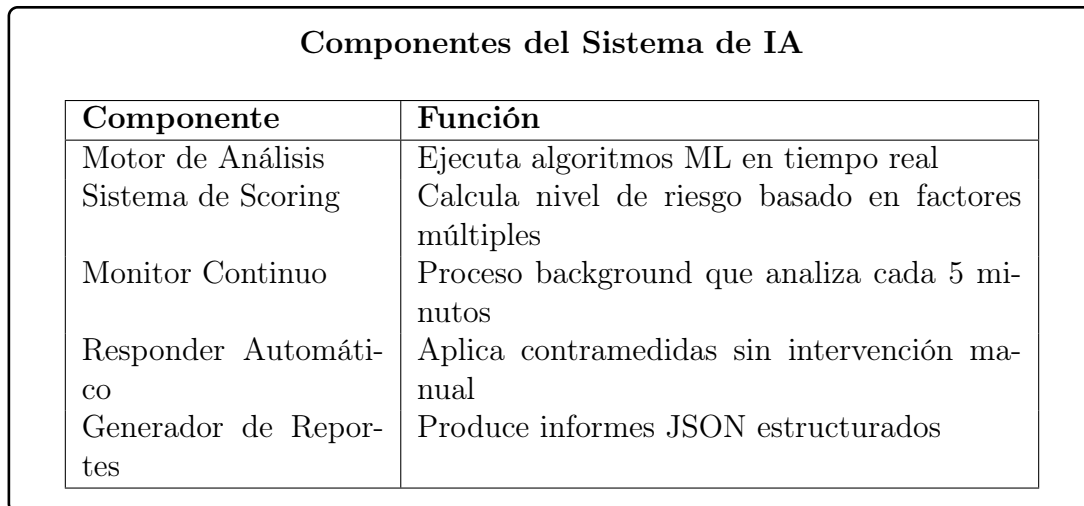 Componentes del Sistema de IA
Componente Función
Motor de Análisis Ejecuta algoritmos ML en tiempo real
Sistema de Scoring Calcula nivel de riesgo basado en factores
múltiples
Monitor Continuo Proceso background que analiza cada 5 mi-
nutos
Responder Automáti- Aplica contramedidas sin intervención ma-
co nual
Generador de Repor- Produce informes JSON estructurados
tes